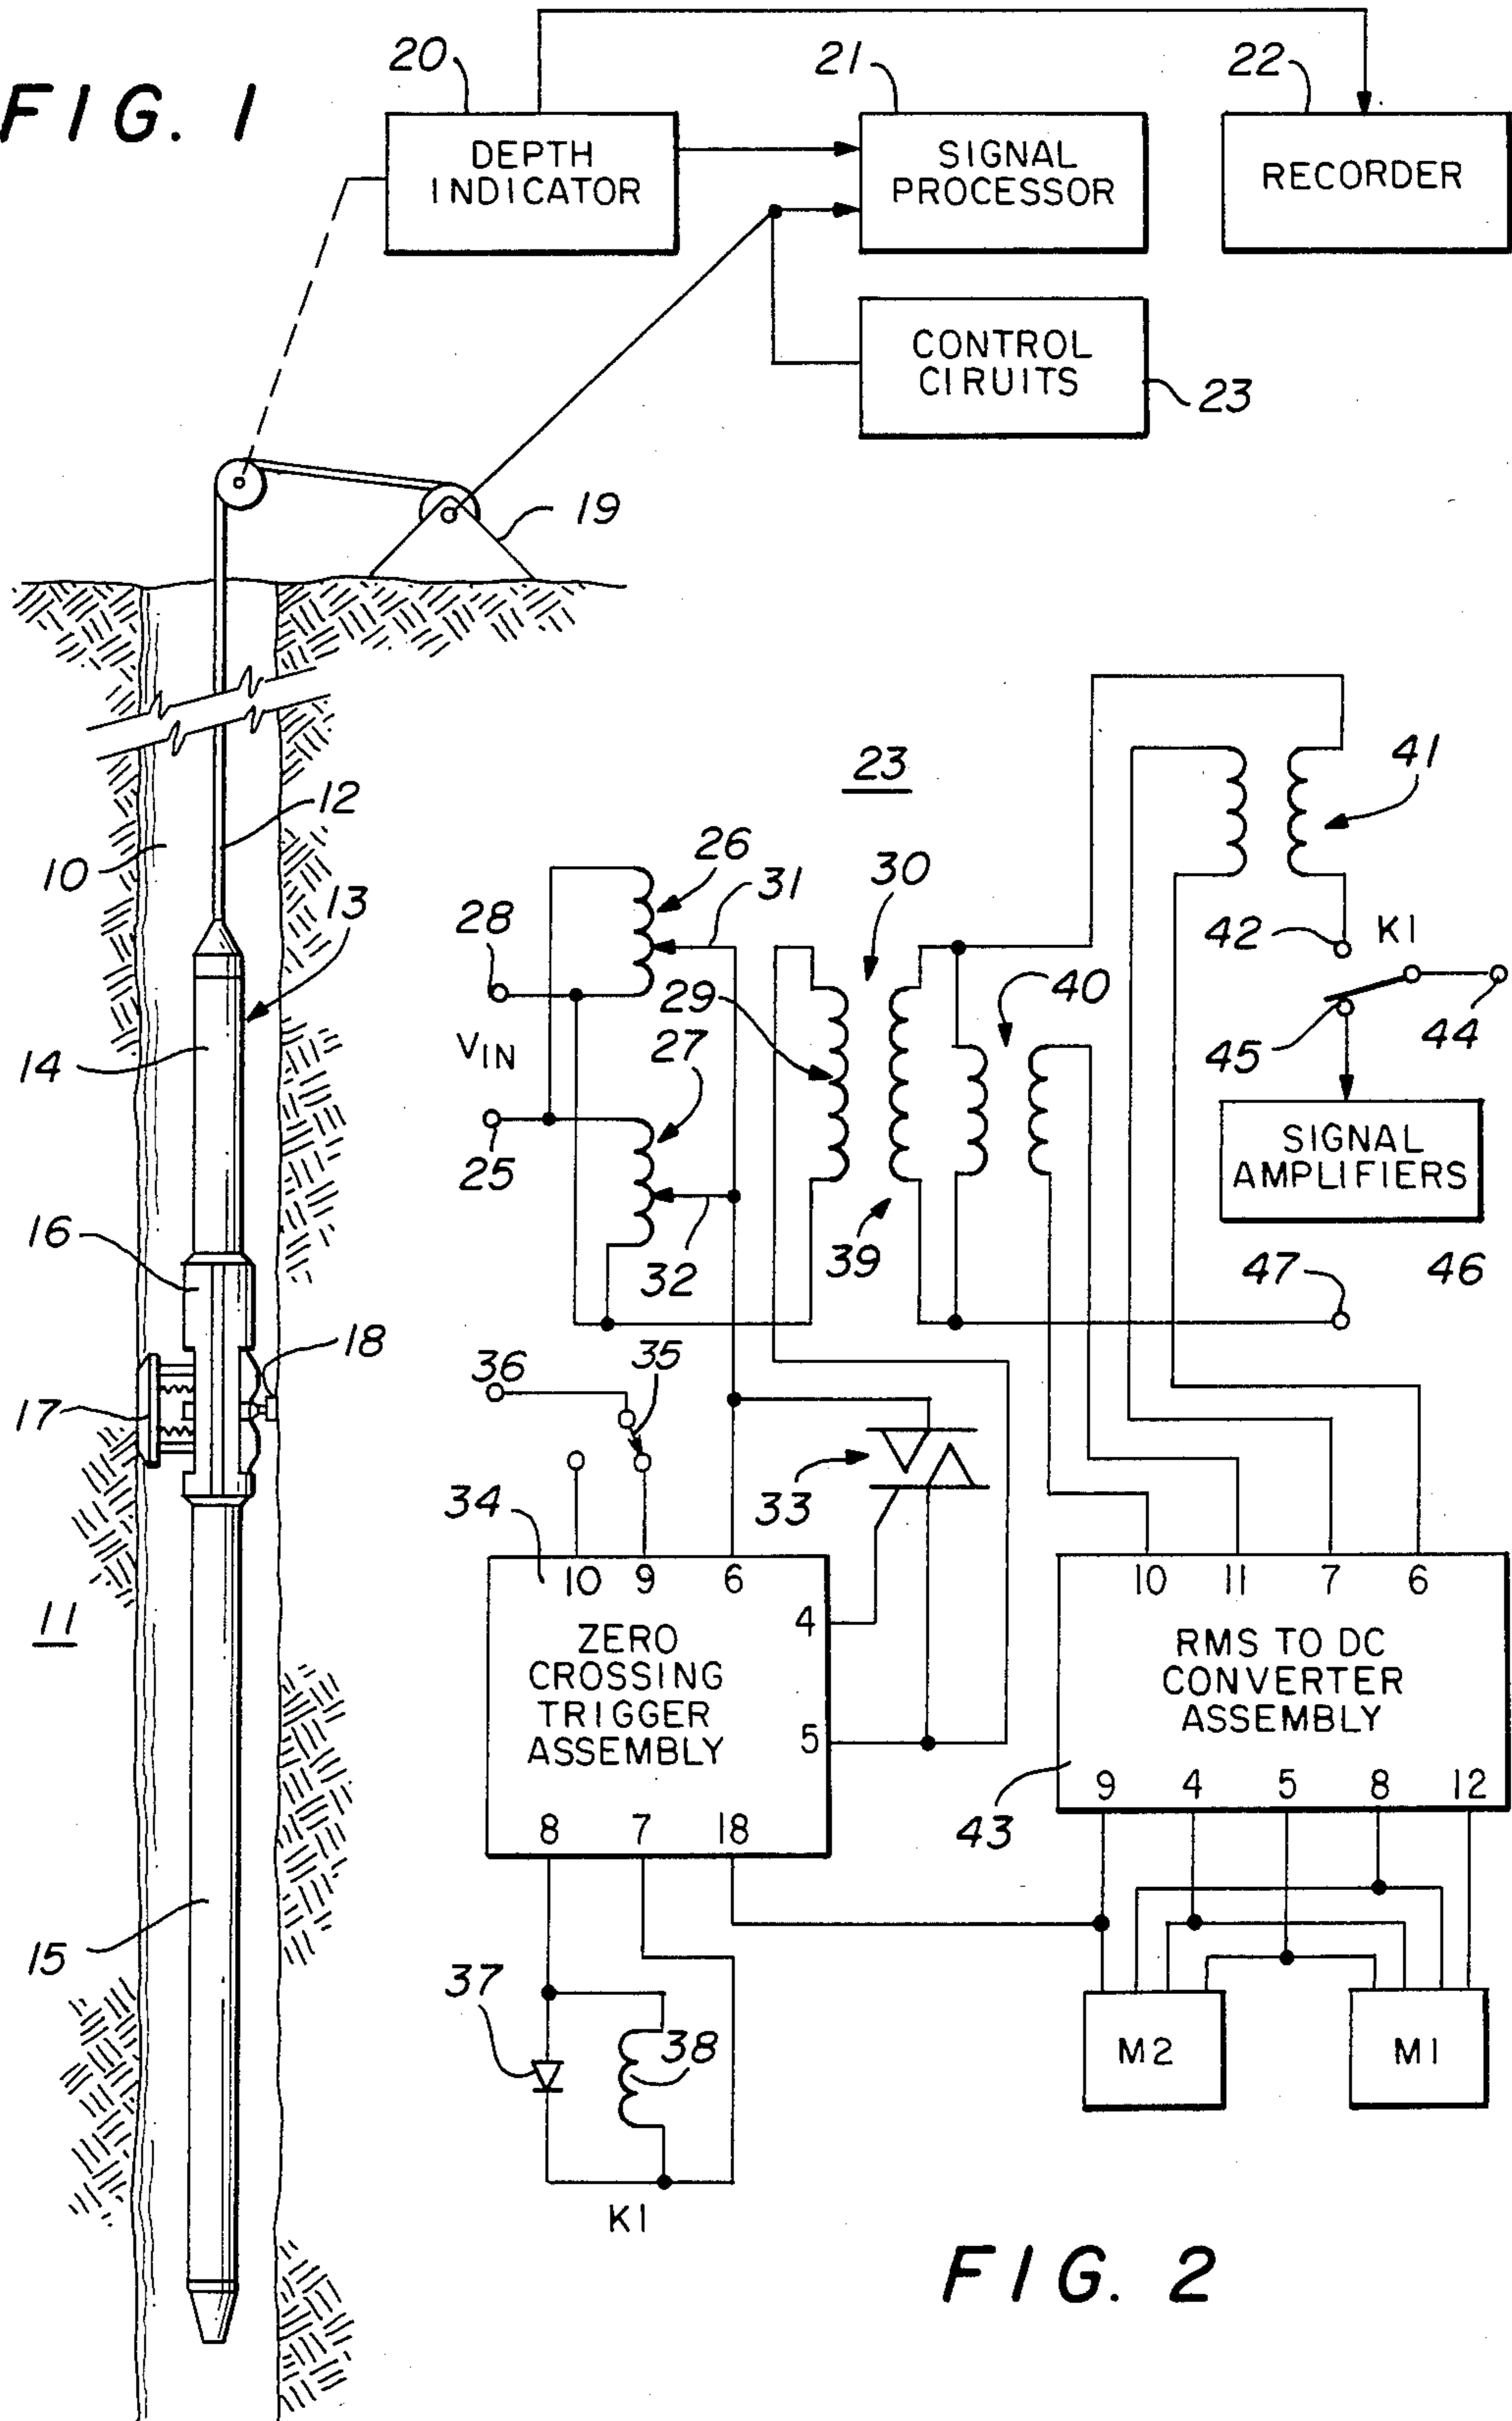 FIG. 1
20
21
22
DEPTH
INDICATOR
SIGNAL
PROCESSOR
RECORDER
CONTROL
CIRUITS
23
19
12
10
13
14
16
18
17
11
15
23
41
26
31
30
28
42
K1
29
40
VIN
27
45
44
25
SIGNAL
AMPLIFIERS
32
39
47
46
36
35
33
34
10 9 6
4
ZERO
CROSSING
TRIGGER
ASSEMBLY
5
8 7 18
10 11 7 6
RMS TO DC
CONVERTER
ASSEMBLY
9 4 5 8 12
43
37
38
M2
M1
K1
FIG. 2